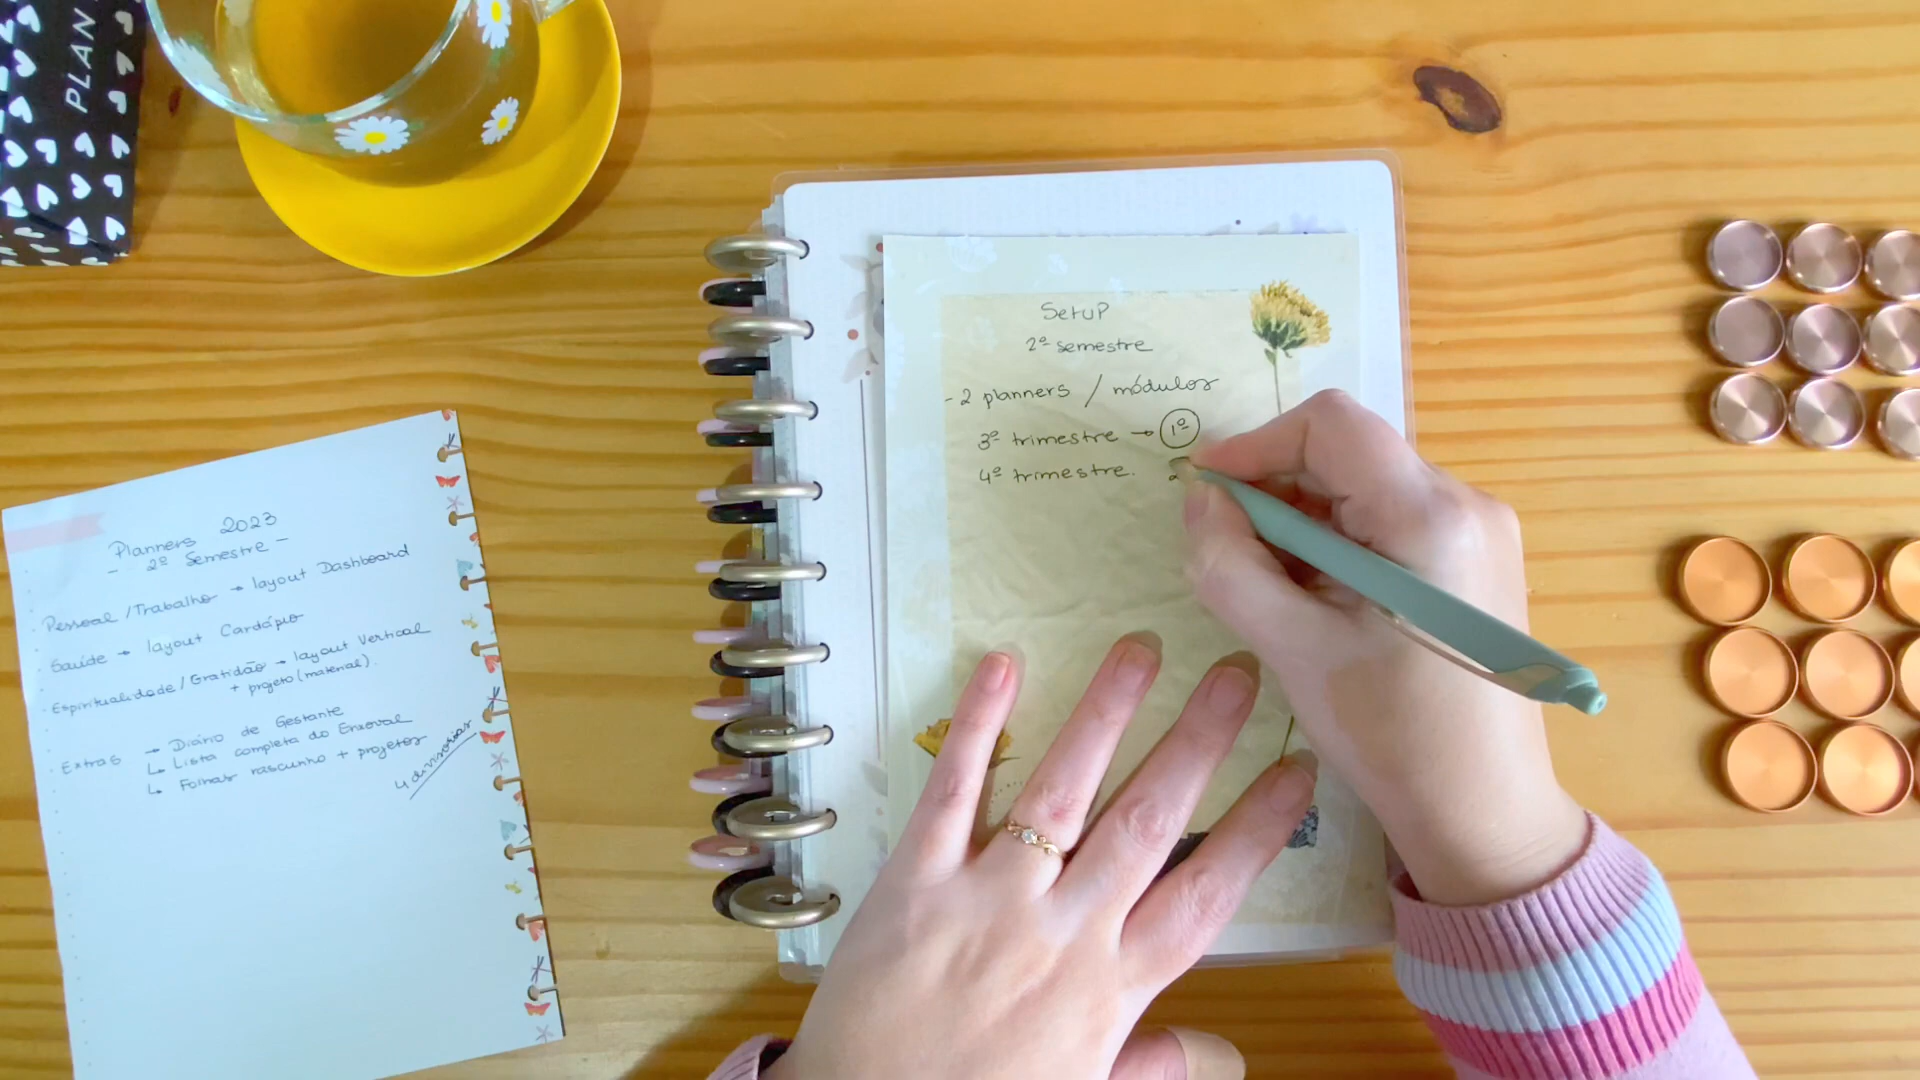 PLAN
Planners 2023
- 2º Semestre -
Pessoal / Trabalho → layout Dashboard
Saúde → layout Cardápio
Espiritualidade / Gratidão → layout Vertical
+ projeto (material).
Extras → Diário de Gestante
↳ Lista completa do Enxoval
↳ Folhas rascunho + projetos
4 divisórias
Setup
2º semestre
- 2 planners / módulos
3º trimestre → 1º
4º trimestre. 2